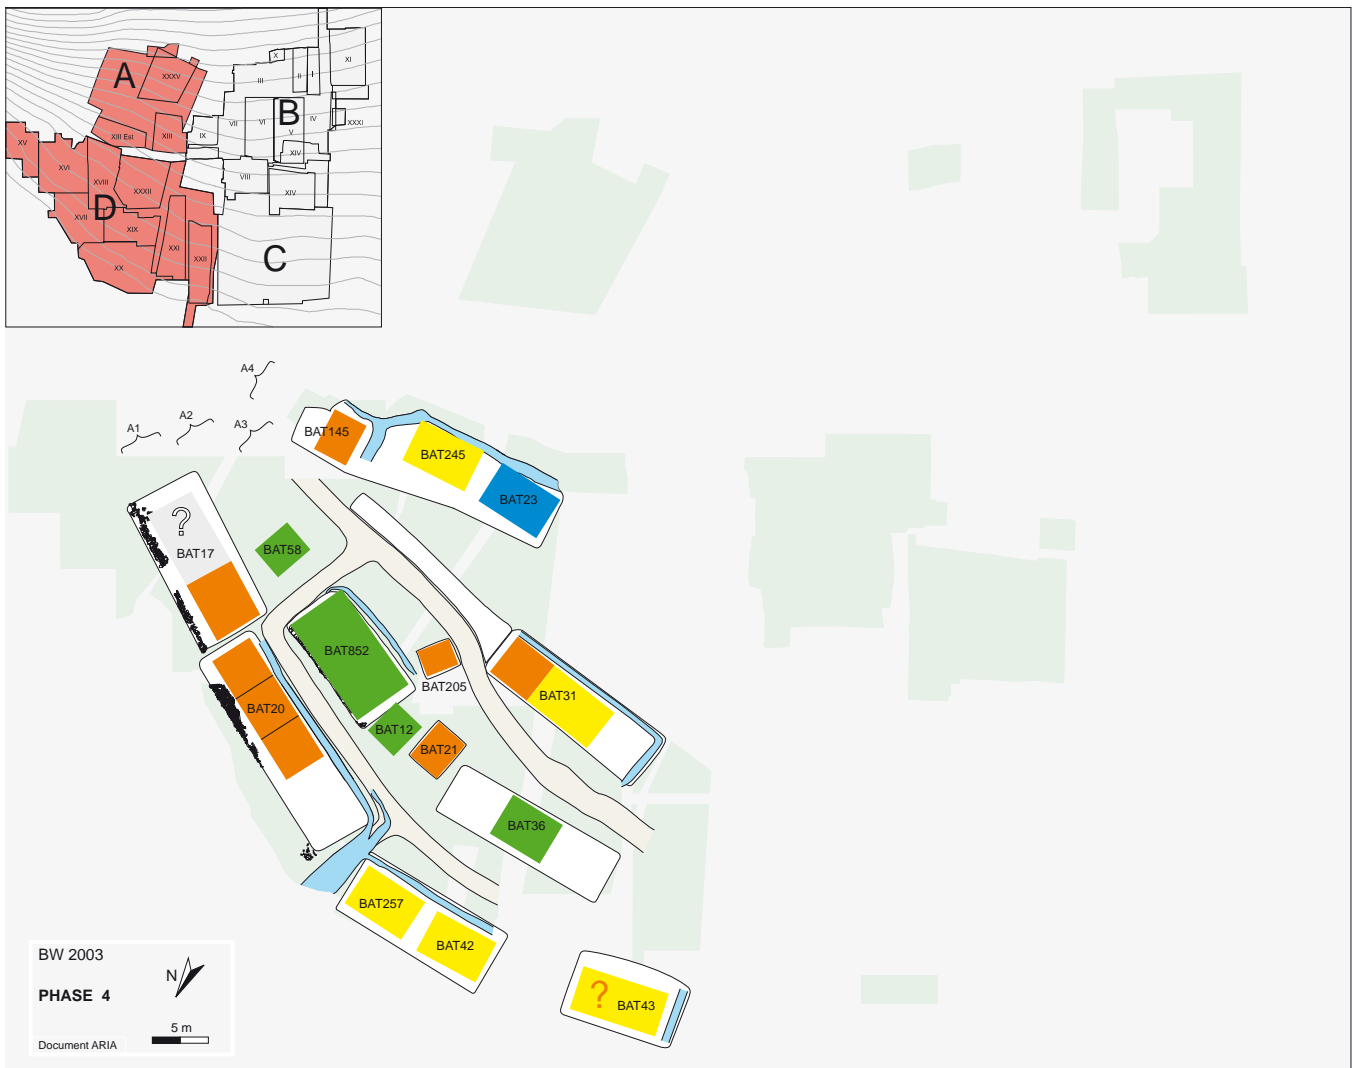 X
XI
A
XXXV
III
II
I
B
XIII Est
XIII
IX
VII
VI
V
IV
XXXI
XV
XVI
XIV
XVIII
XXXII
VIII
XIV
D
XVII
XIX
XXI
XXII
XX
C
A4
A1
A2
A3
BAT145
BAT245
BAT23
?
BAT17
BAT58
BAT852
BAT205
BAT31
BAT20
BAT12
BAT21
BAT36
BAT257
BAT42
? BAT43
BW 2003
N
PHASE 4
5 m
Document ARIA